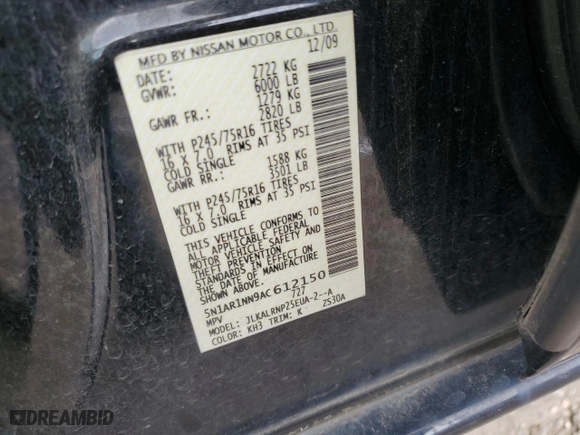 MFD BY NISSAN MOTOR CO., LTD.
DATE: 12/09
GVWR: 2722 KG
6000 LB
GAWR FR.: 1279 KG
2820 LB
WITH P245/75R16 TIRES
16 X 7.0 RIMS AT 35 PSI
COLD SINGLE
GAWR RR.: 1588 KG
3501 LB
WITH P245/75R16 TIRES
16 X 7.0 RIMS AT 35 PSI
COLD SINGLE
THIS VEHICLE CONFORMS TO
ALL APPLICABLE FEDERAL
MOTOR VEHICLE SAFETY AND
THEFT PREVENTION
STANDARDS IN EFFECT ON
THE DATE OF MANUFACTURE
SHOWN ABOVE.
5N1AR1NN9AC612150
MPV 727
MODEL: JLKALRNP25EUA-2--A
COLOR: KH3 TRIM: K ZS30A
DREAMBID